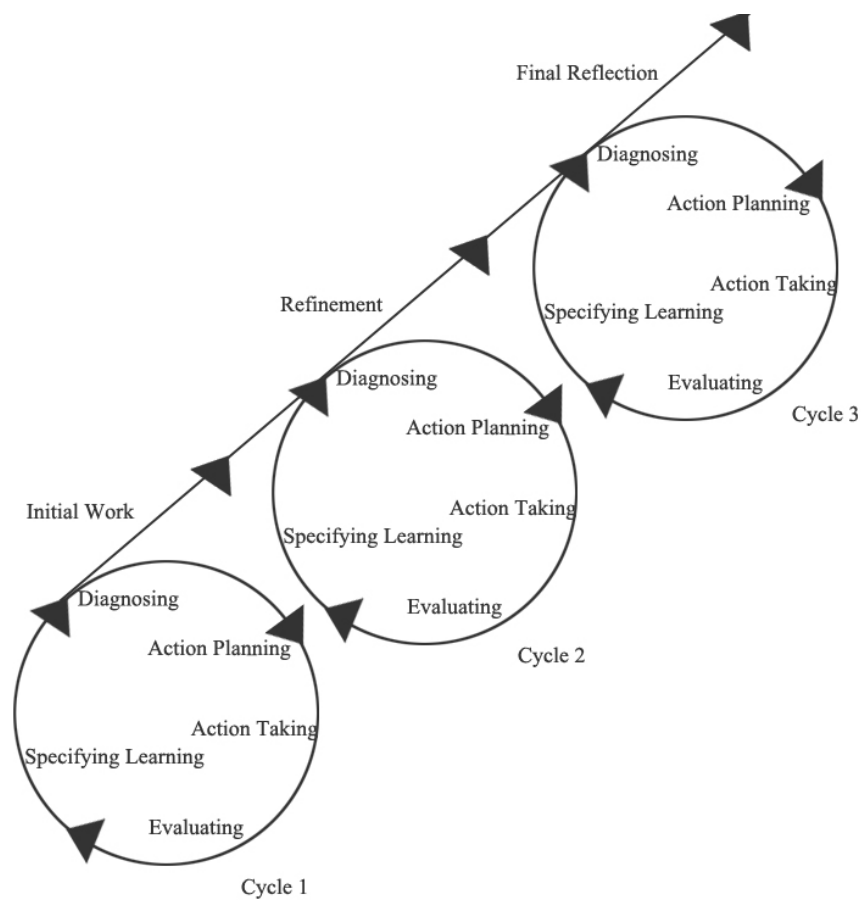 Final Reflection
Diagnosing
Action Planning
Action Taking
Specifying Learning
Evaluating
Cycle 3
Refinement
Diagnosing
Action Planning
Action Taking
Specifying Learning
Evaluating
Cycle 2
Initial Work
Diagnosing
Action Planning
Action Taking
Specifying Learning
Evaluating
Cycle 1